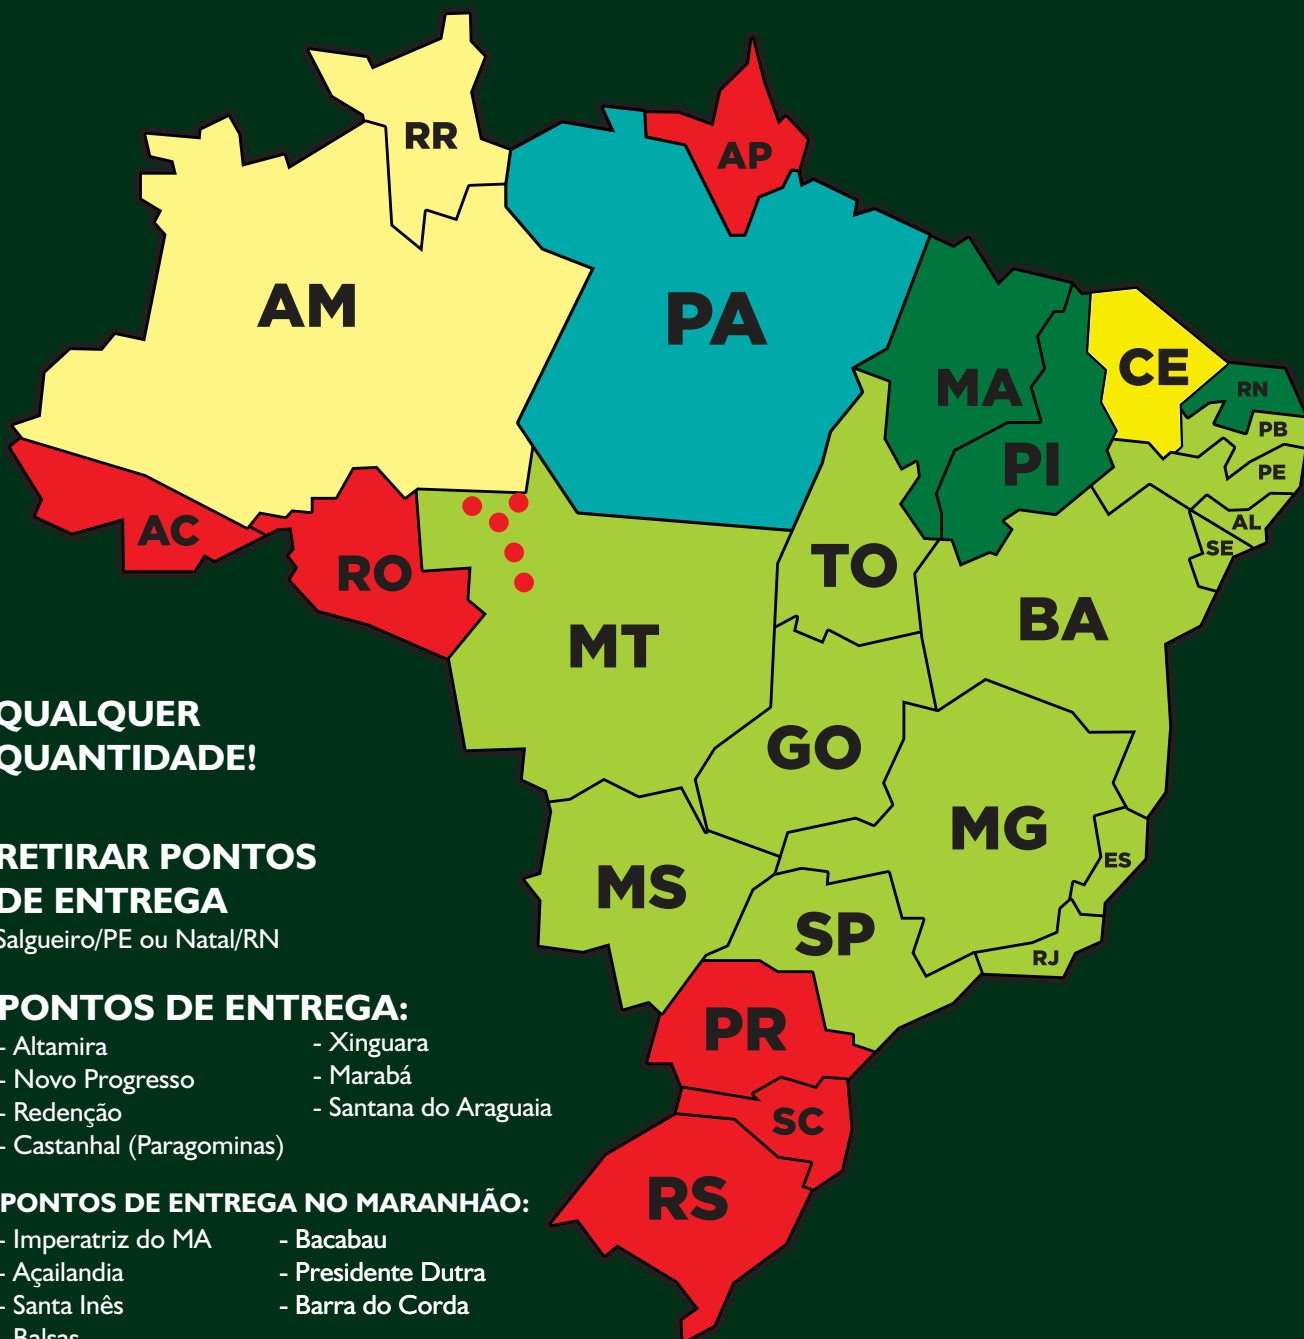 RR
AP
AM
PA
CE
MA
RN
PB
PI
PE
AC
AL
SE
RO
TO
BA
MT
GO
MG
ES
MS
SP
RJ
PR
SC
RS
QUALQUER
QUANTIDADE!
RETIRAR PONTOS
DE ENTREGA
Salgueiro/PE ou Natal/RN
PONTOS DE ENTREGA:
- Altamira
- Novo Progresso
- Redenção
- Castanhal (Paragominas)
- Xinguara
- Marabá
- Santana do Araguaia
PONTOS DE ENTREGA NO MARANHÃO:
- Imperatriz do MA
- Açailandia
- Santa Inês
- Balsas
- Bacabau
- Presidente Dutra
- Barra do Corda